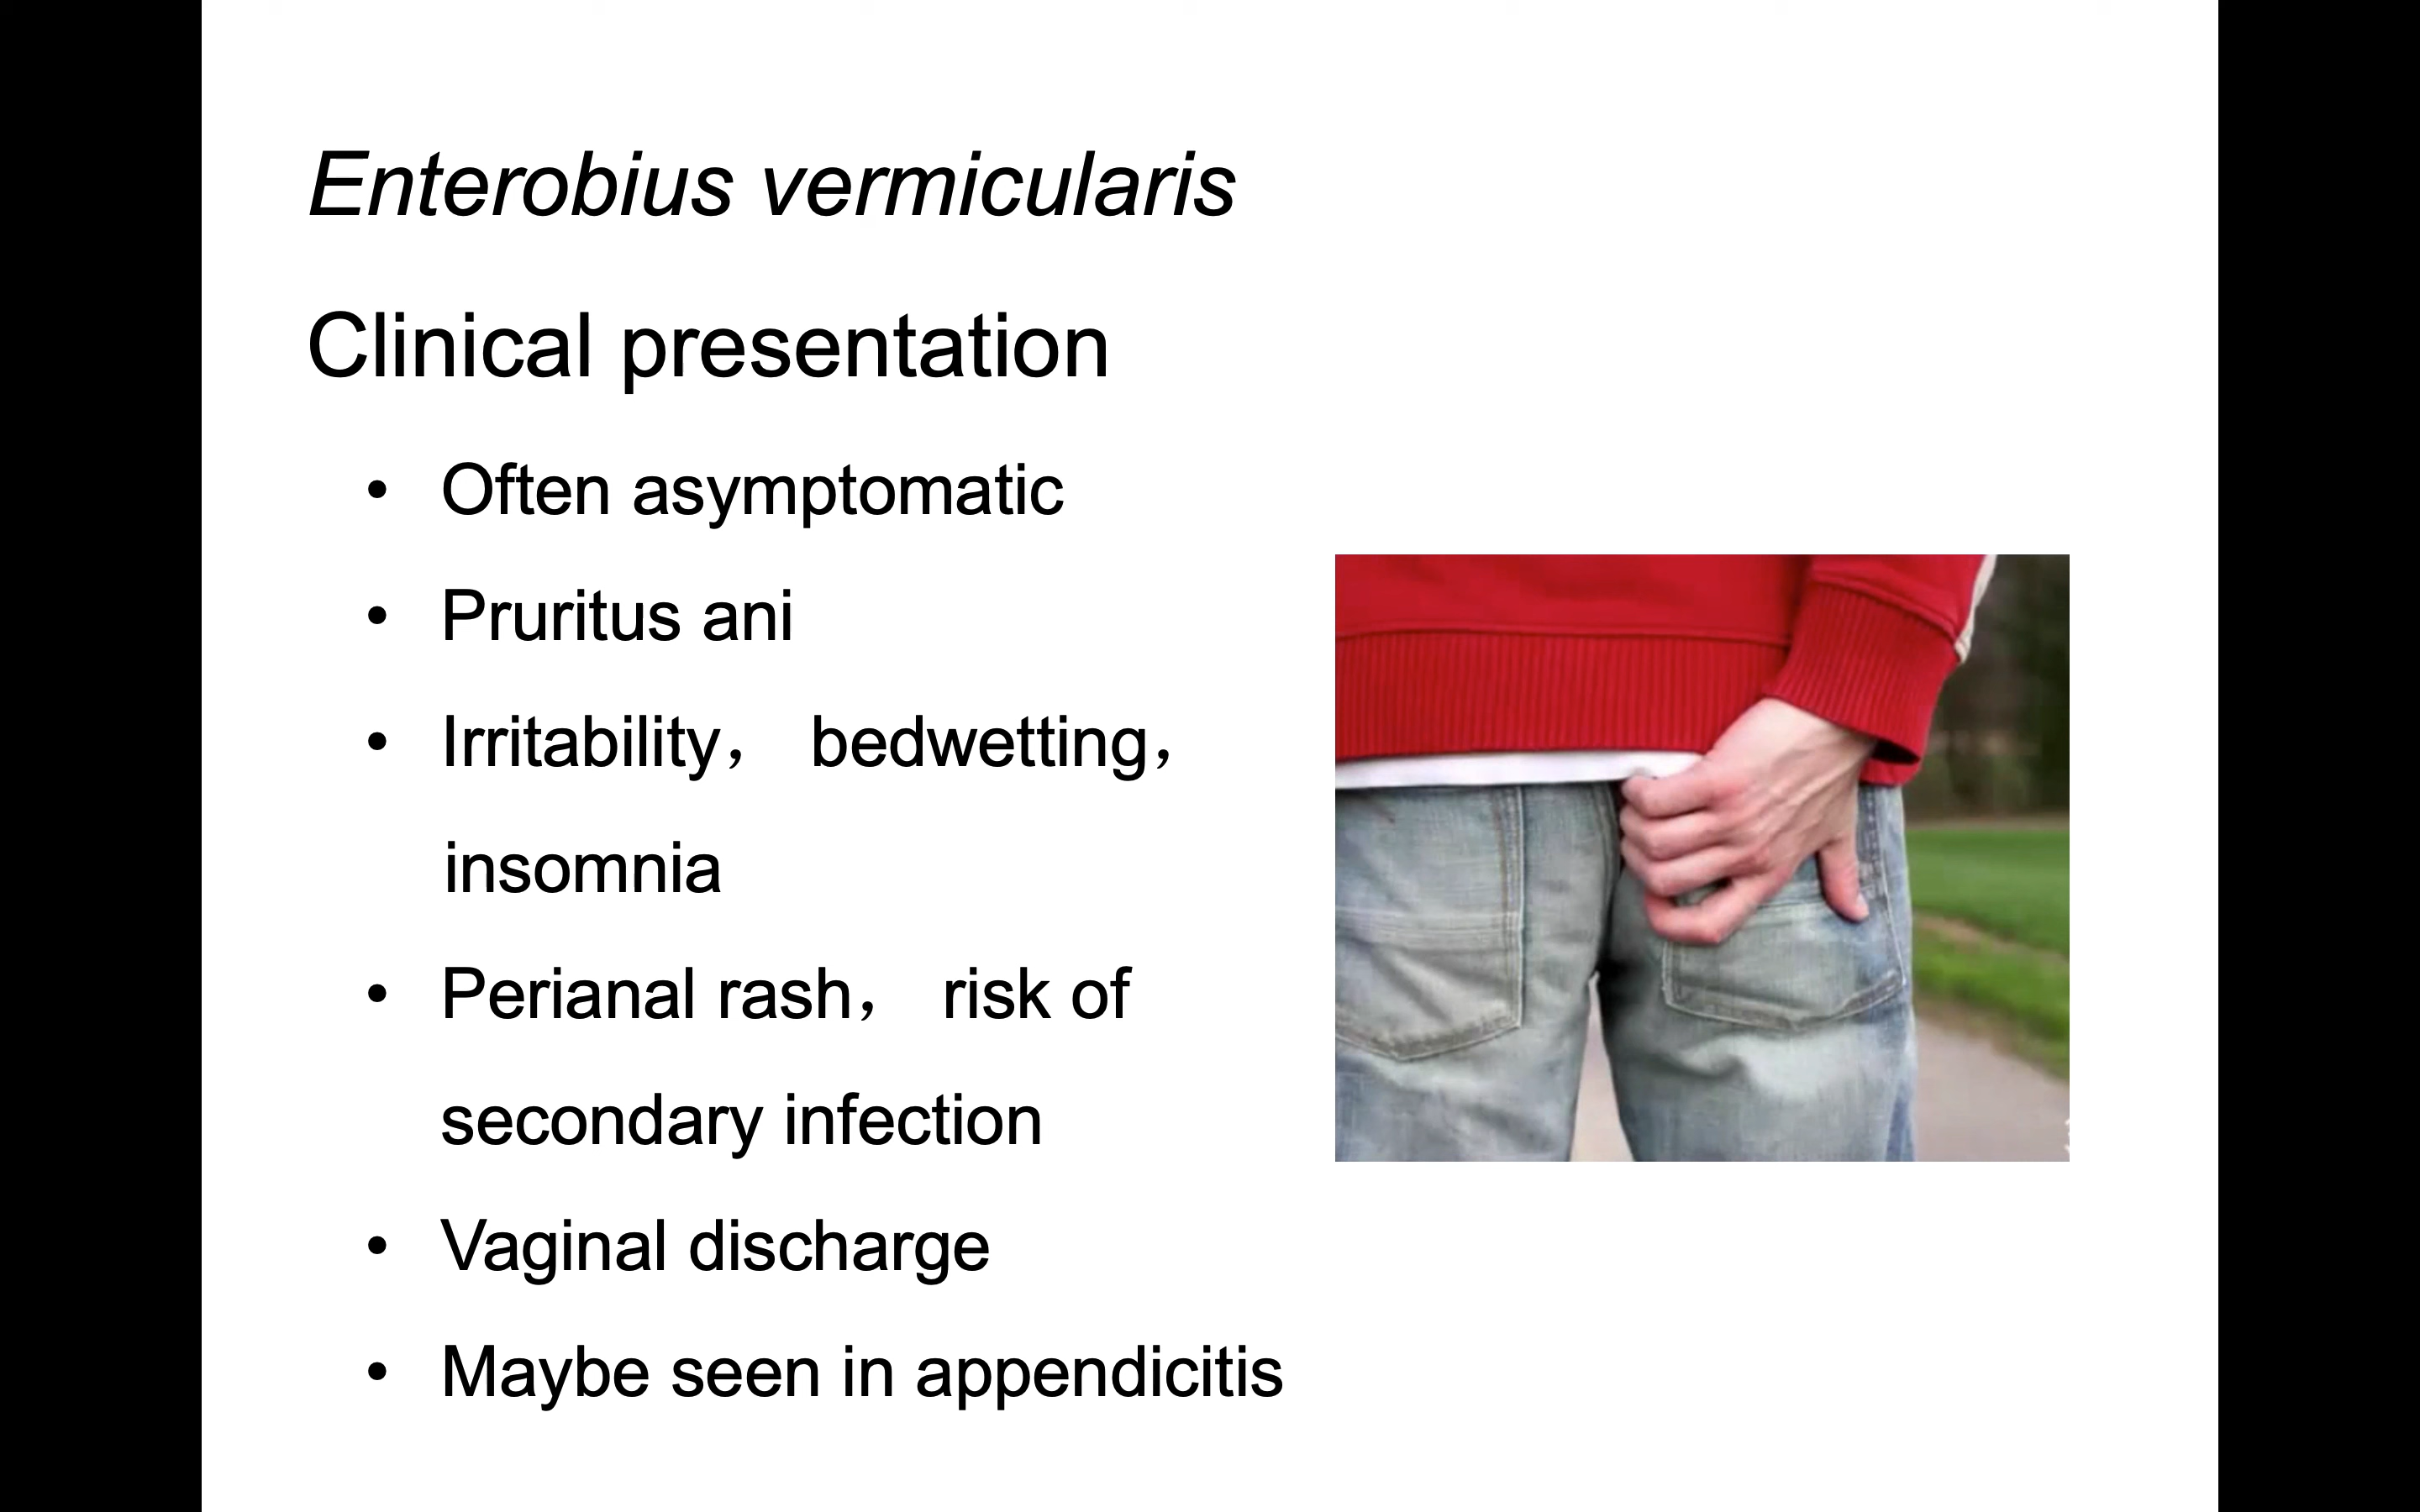 Enterobius vermicularis
Clinical presentation
• Often asymptomatic
• Pruritus ani
• Irritability， bedwetting，
insomnia
• Perianal rash， risk of
secondary infection
• Vaginal discharge
• Maybe seen in appendicitis